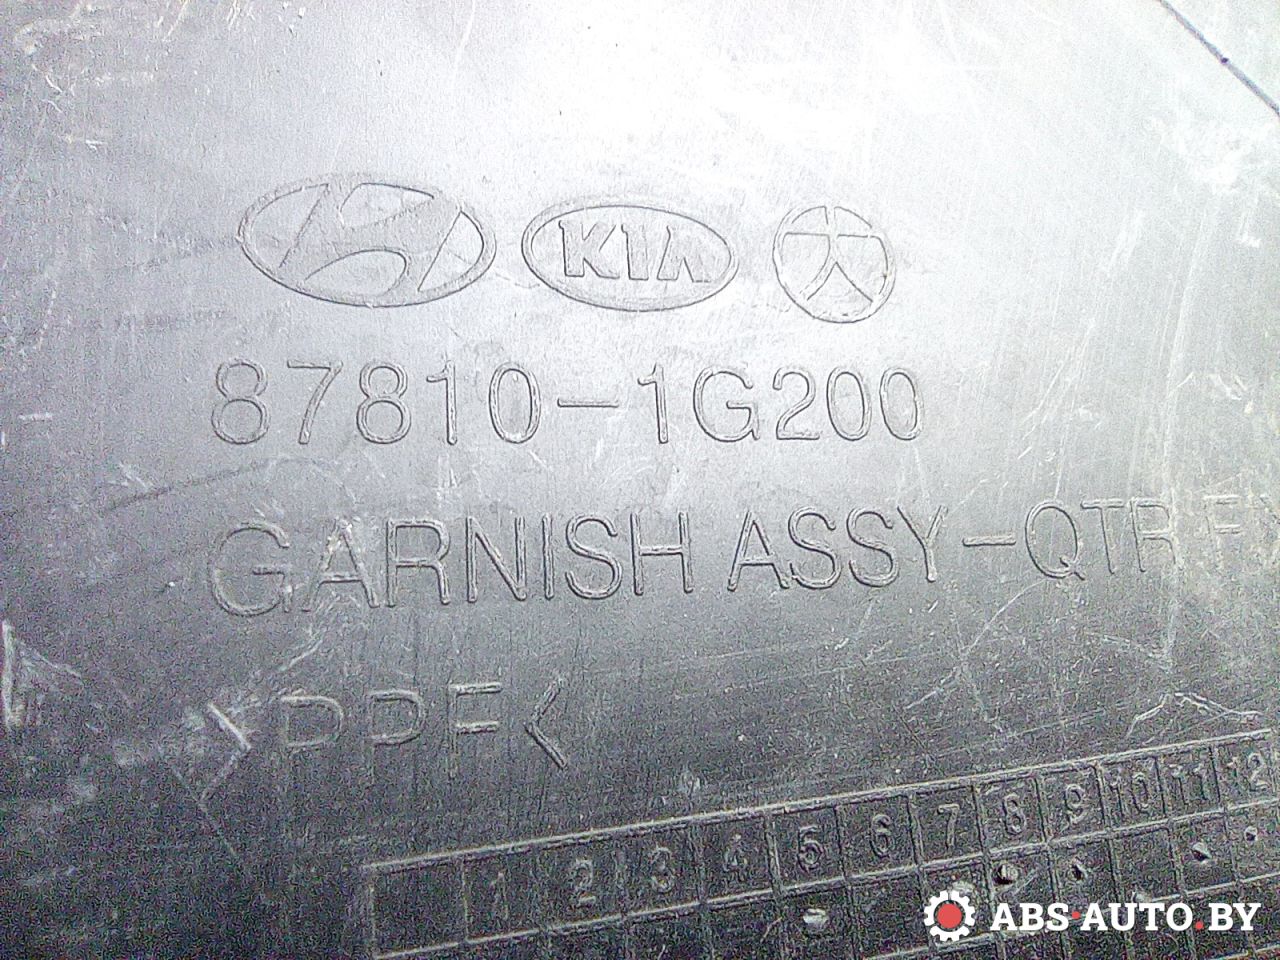 KIA 大
87810-1G200
GARNISH ASSY-QTR F
>PPF<
1 2 3 4 5 6 7 8 9 10 11 12
ABS-AUTO.BY